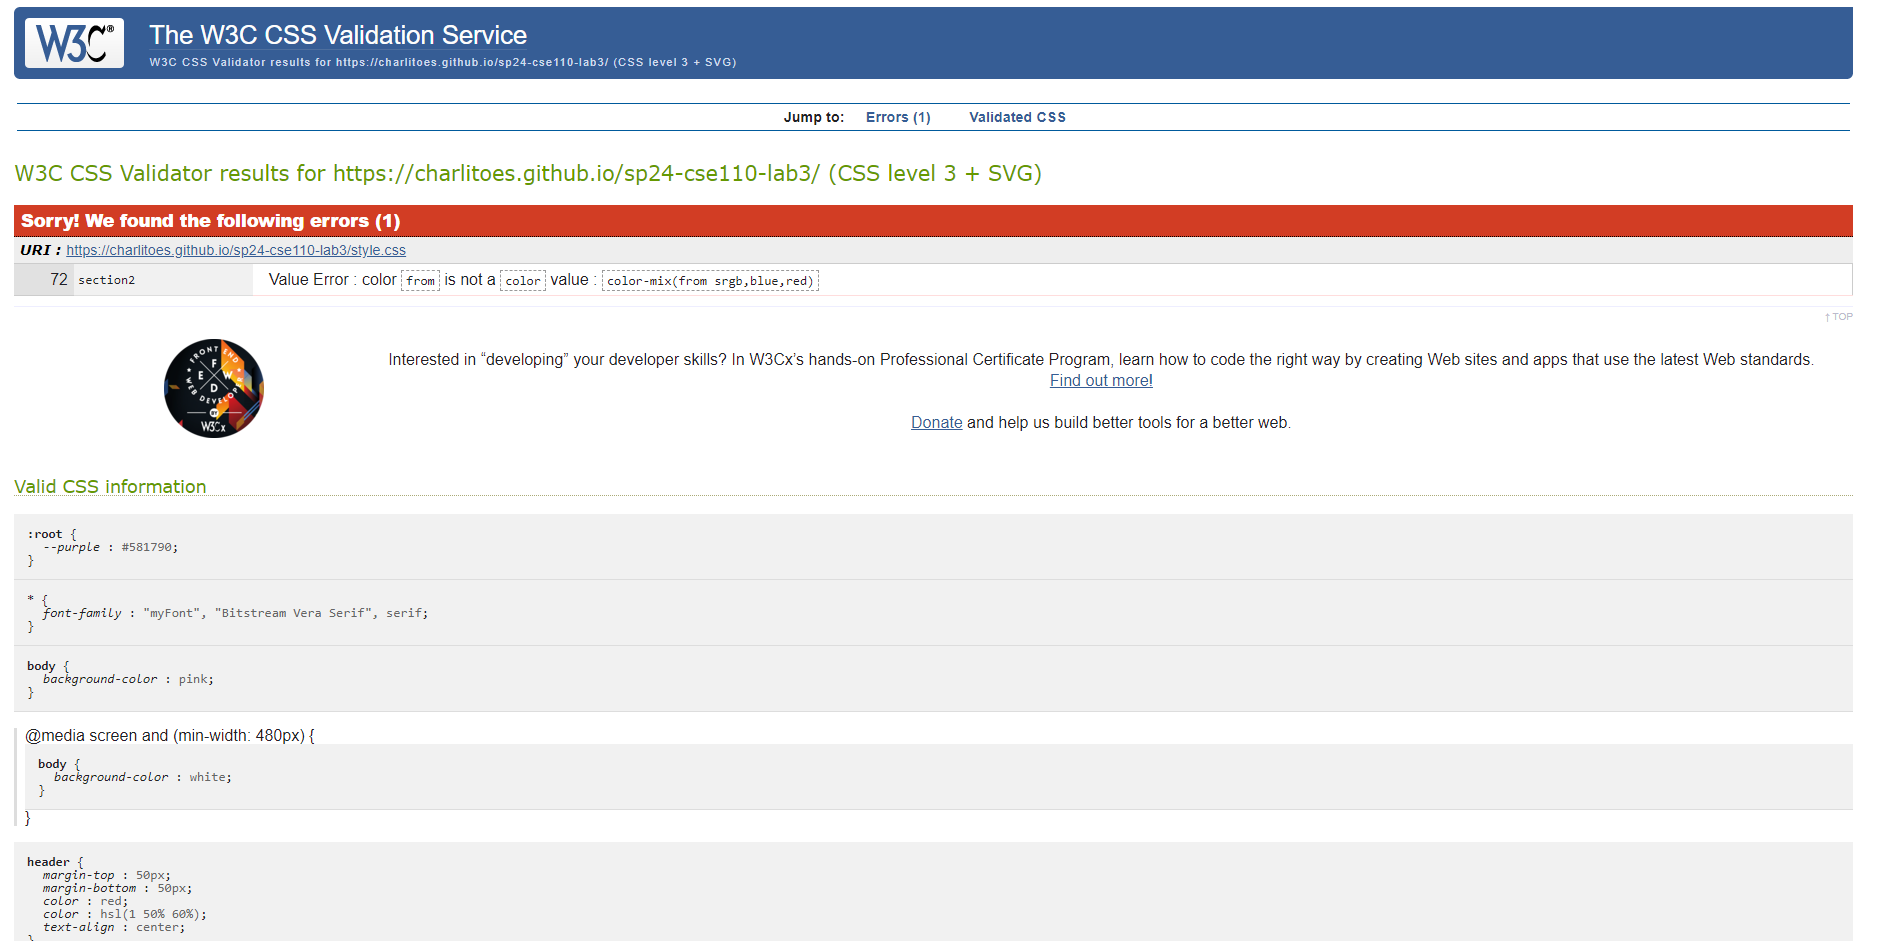 W3C®
The W3C CSS Validation Service
W3C CSS Validator results for https://charlitoes.github.io/sp24-cse110-lab3/ (CSS level 3 + SVG)
Jump to: Errors (1) Validated CSS
W3C CSS Validator results for https://charlitoes.github.io/sp24-cse110-lab3/ (CSS level 3 + SVG)
Sorry! We found the following errors (1)
URI : https://charlitoes.github.io/sp24-cse110-lab3/style.css
72 section2 Value Error : color from is not a color value : color-mix(from srgb,blue,red)
↑ TOP
FRONT END
F
E W
D
WEB DEVELOPER
BY
W3Cx
Interested in “developing” your developer skills? In W3Cx’s hands-on Professional Certificate Program, learn how to code the right way by creating Web sites and apps that use the latest Web standards.
Find out more!
Donate and help us build better tools for a better web.
Valid CSS information
:root {
--purple : #581790;
}
* {
font-family : "myFont", "Bitstream Vera Serif", serif;
}
body {
background-color : pink;
}
@media screen and (min-width: 480px) {
body {
background-color : white;
}
}
header {
margin-top : 50px;
margin-bottom : 50px;
color : red;
color : hsl(1 50% 60%);
text-align : center;
}